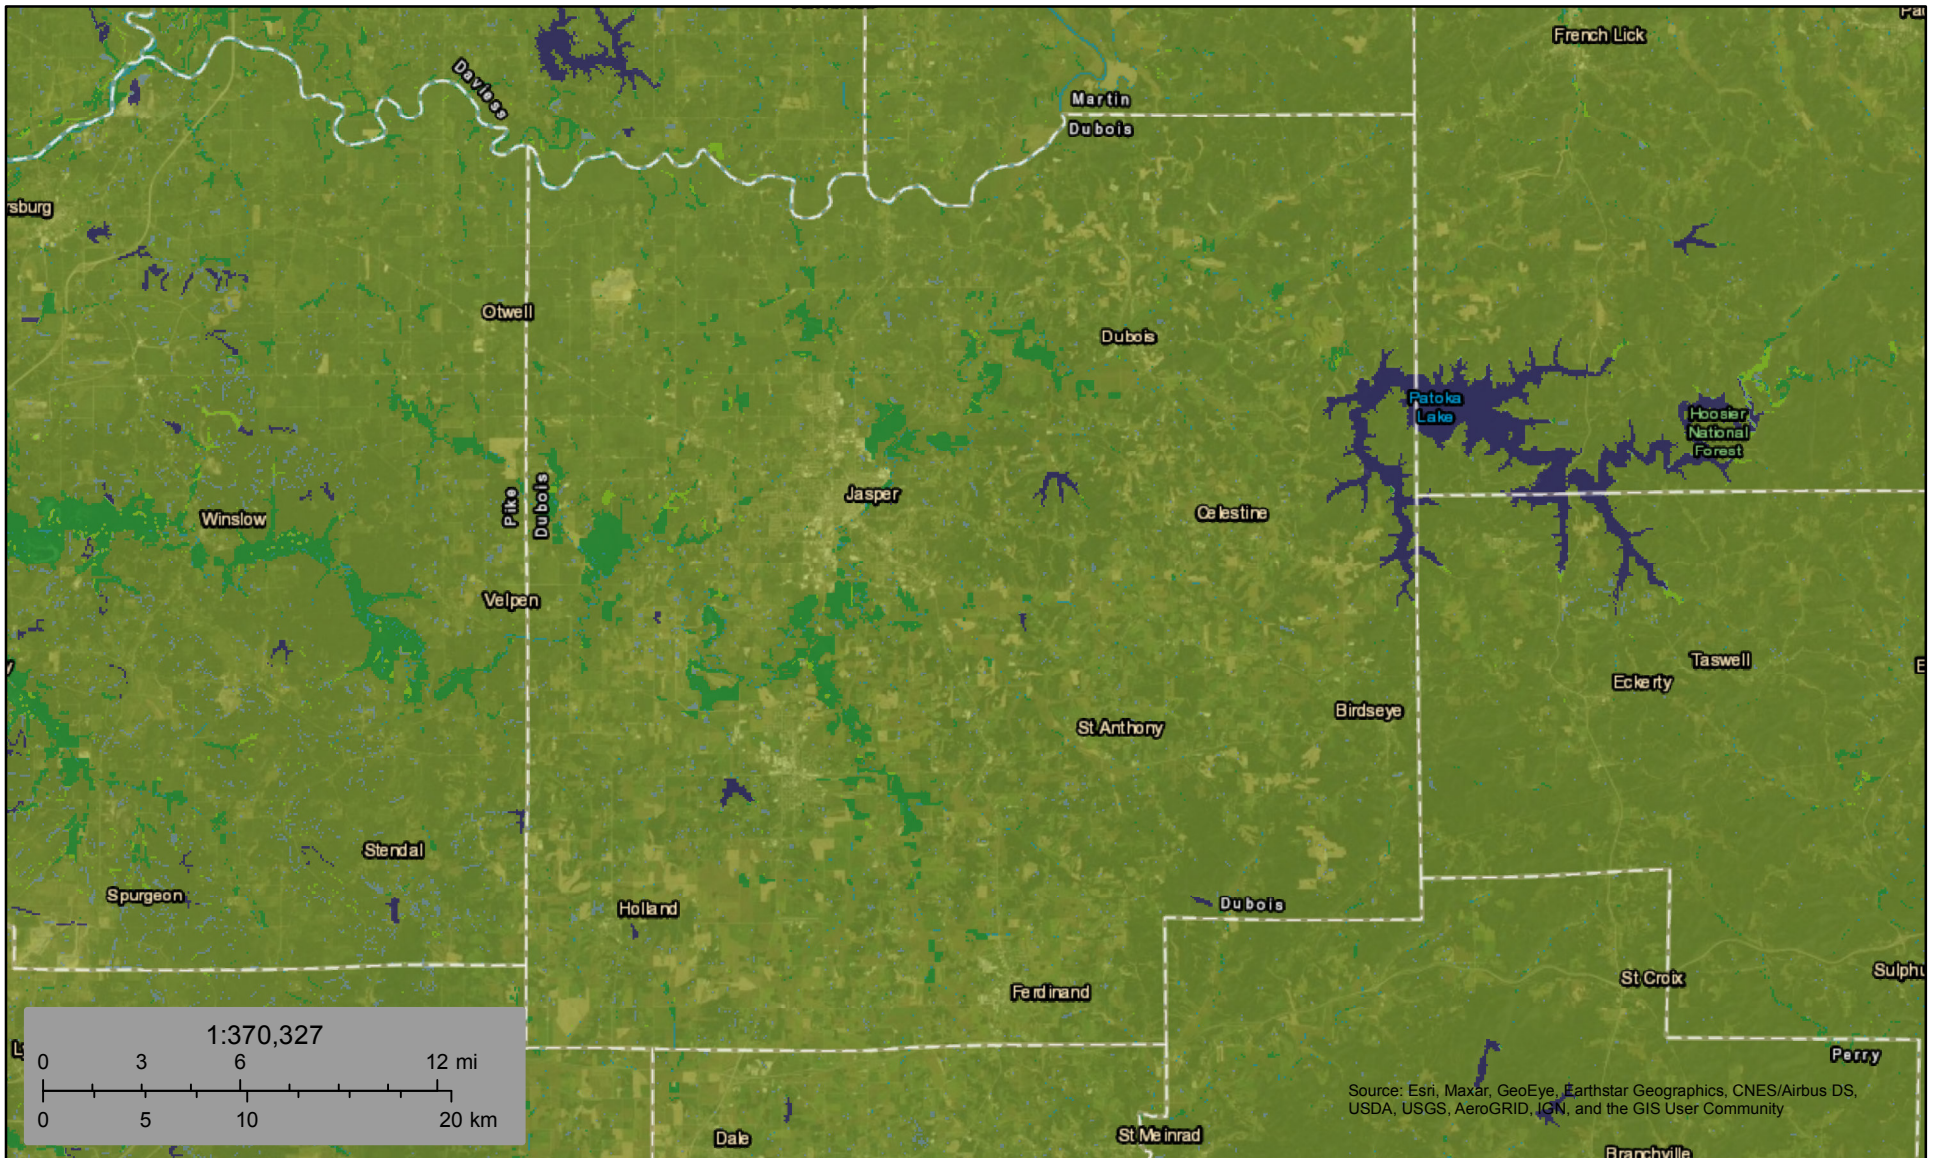 French Lick
Daviess
Martin
Dubois
rsburg
Otwell
Dubois
Patoka
Lake
Hoosier
National
Forest
Jasper
Pike
Dubois
Celestine
Winslow
Velpen
Taswell
Eckerty
Birdseye
St Anthony
Stendal
Spurgeon
Holland
Dubois
St Croix
Sulphu
Ferdinand
Perry
1:370,327
0 3 6 12 mi
0 5 10 20 km
Source: Esri, Maxar, GeoEye, Earthstar Geographics, CNES/Airbus DS,
USDA, USGS, AeroGRID, IGN, and the GIS User Community
Dale
St Meinrad
Branchville